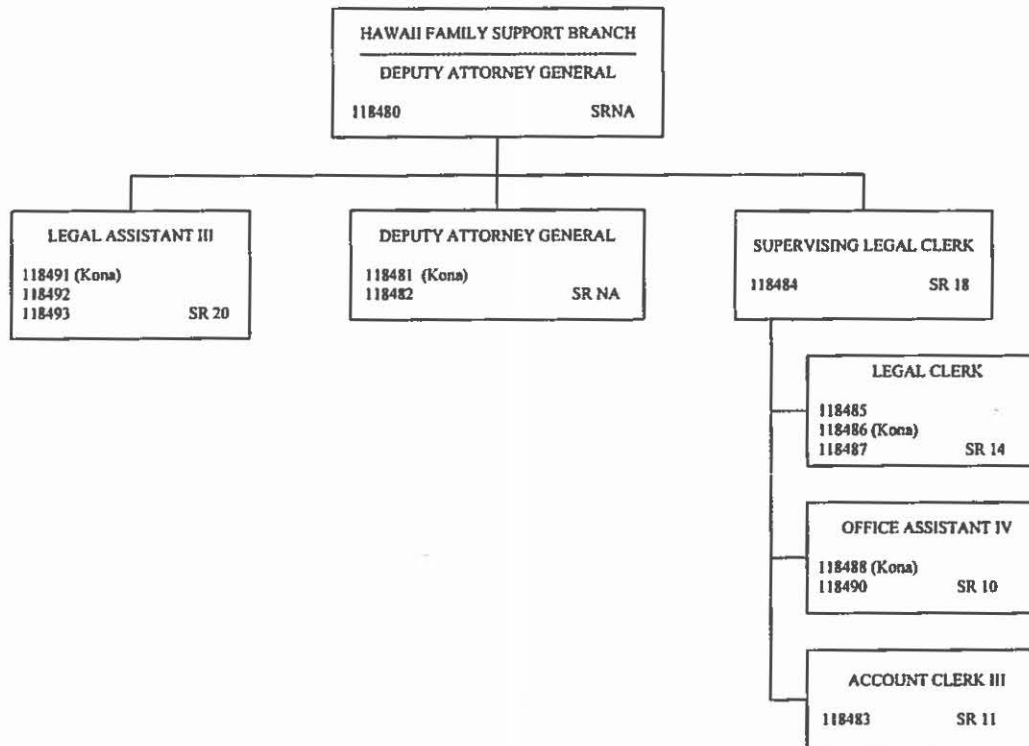 HAWAII FAMILY SUPPORT BRANCH
DEPUTY ATTORNEY GENERAL
118480 SRNA
LEGAL ASSISTANT III
118491 (Kona)
118492
118493 SR 20
DEPUTY ATTORNEY GENERAL
118481 (Kona)
118482 SR NA
SUPERVISING LEGAL CLERK
118484 SR 18
LEGAL CLERK
118485
118486 (Kona)
118487 SR 14
OFFICE ASSISTANT IV
118488 (Kona)
118490 SR 10
ACCOUNT CLERK III
118483 SR 11